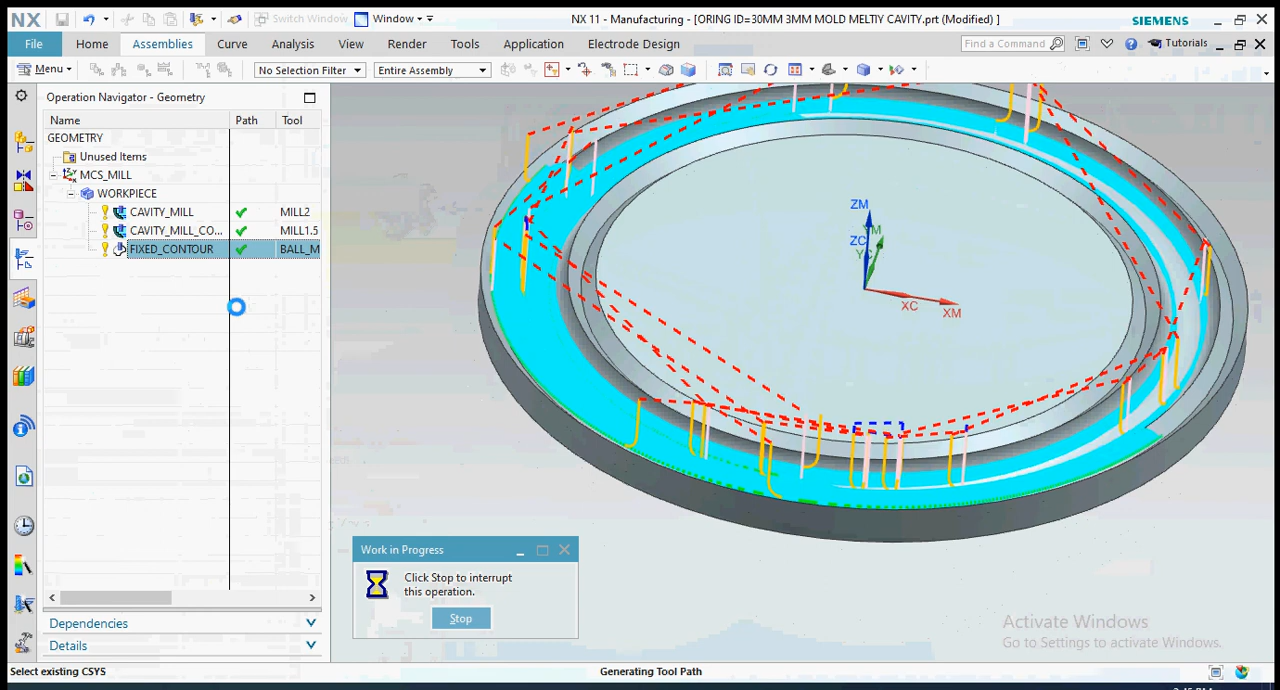 NX Switch Window Window NX 11 - Manufacturing - [ORING ID=30MM 3MM MOLD MELTIY CAVITY.prt (Modified) ] SIEMENS
File Home Assemblies Curve Analysis View Render Tools Application Electrode Design Find a Command Tutorials
Menu No Selection Filter Entire Assembly
Operation Navigator - Geometry
Name Path Tool
GEOMETRY
Unused Items
MCS_MILL
WORKPIECE
CAVITY_MILL MILL2
CAVITY_MILL_CO... MILL1.5
FIXED_CONTOUR BALL_M
ZM
YM
ZC
YC
XC
XM
Work in Progress
Click Stop to interrupt
this operation.
Stop
Dependencies
Details
Activate Windows
Go to Settings to activate Windows.
Select existing CSYS Generating Tool Path